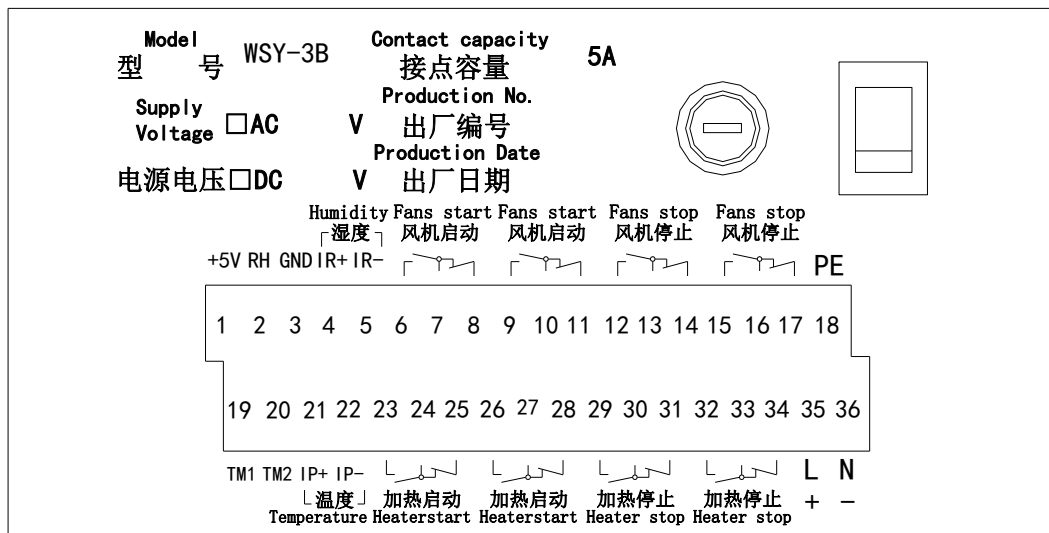 Model
型 号 WSY-3B
Contact capacity
接点容量 5A
Supply Voltage □AC V
Production No.
出厂编号
电源电压□DC V
Production Date
出厂日期
Humidity Fans start Fans start Fans stop Fans stop
湿度 风机启动 风机启动 风机停止 风机停止
+5V RH GND IR+ IR- PE
1 2 3 4 5 6 7 8 9 10 11 12 13 14 15 16 17 18
19 20 21 22 23 24 25 26 27 28 29 30 31 32 33 34 35 36
TM1 TM2 IP+ IP- L N
温度 加热启动 加热启动 加热停止 加热停止 + －
Temperature Heaterstart Heaterstart Heater stop Heater stop